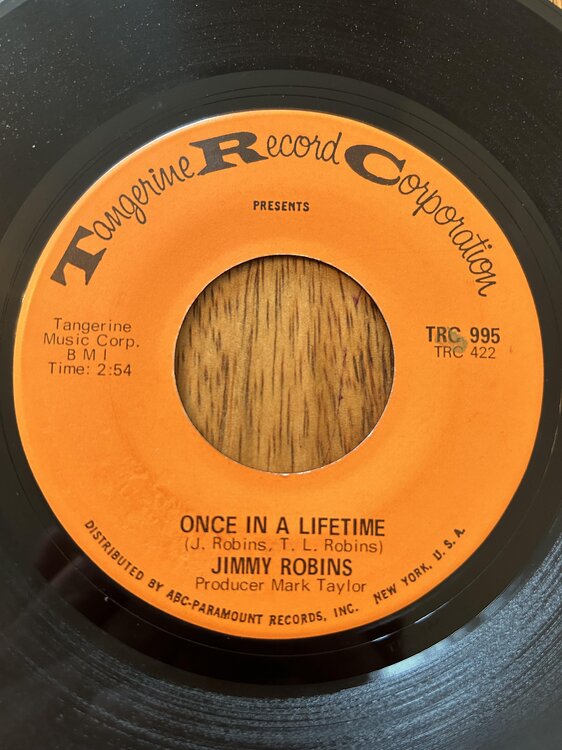 Tangerine Record Corporation
PRESENTS
Tangerine
Music Corp.
B M I
Time: 2:54
TRC 995
TRC 422
ONCE IN A LIFETIME
(J. Robins, T. L. Robins)
JIMMY ROBINS
Producer Mark Taylor
DISTRIBUTED BY ABC-PARAMOUNT RECORDS, INC. NEW YORK, U.S.A.